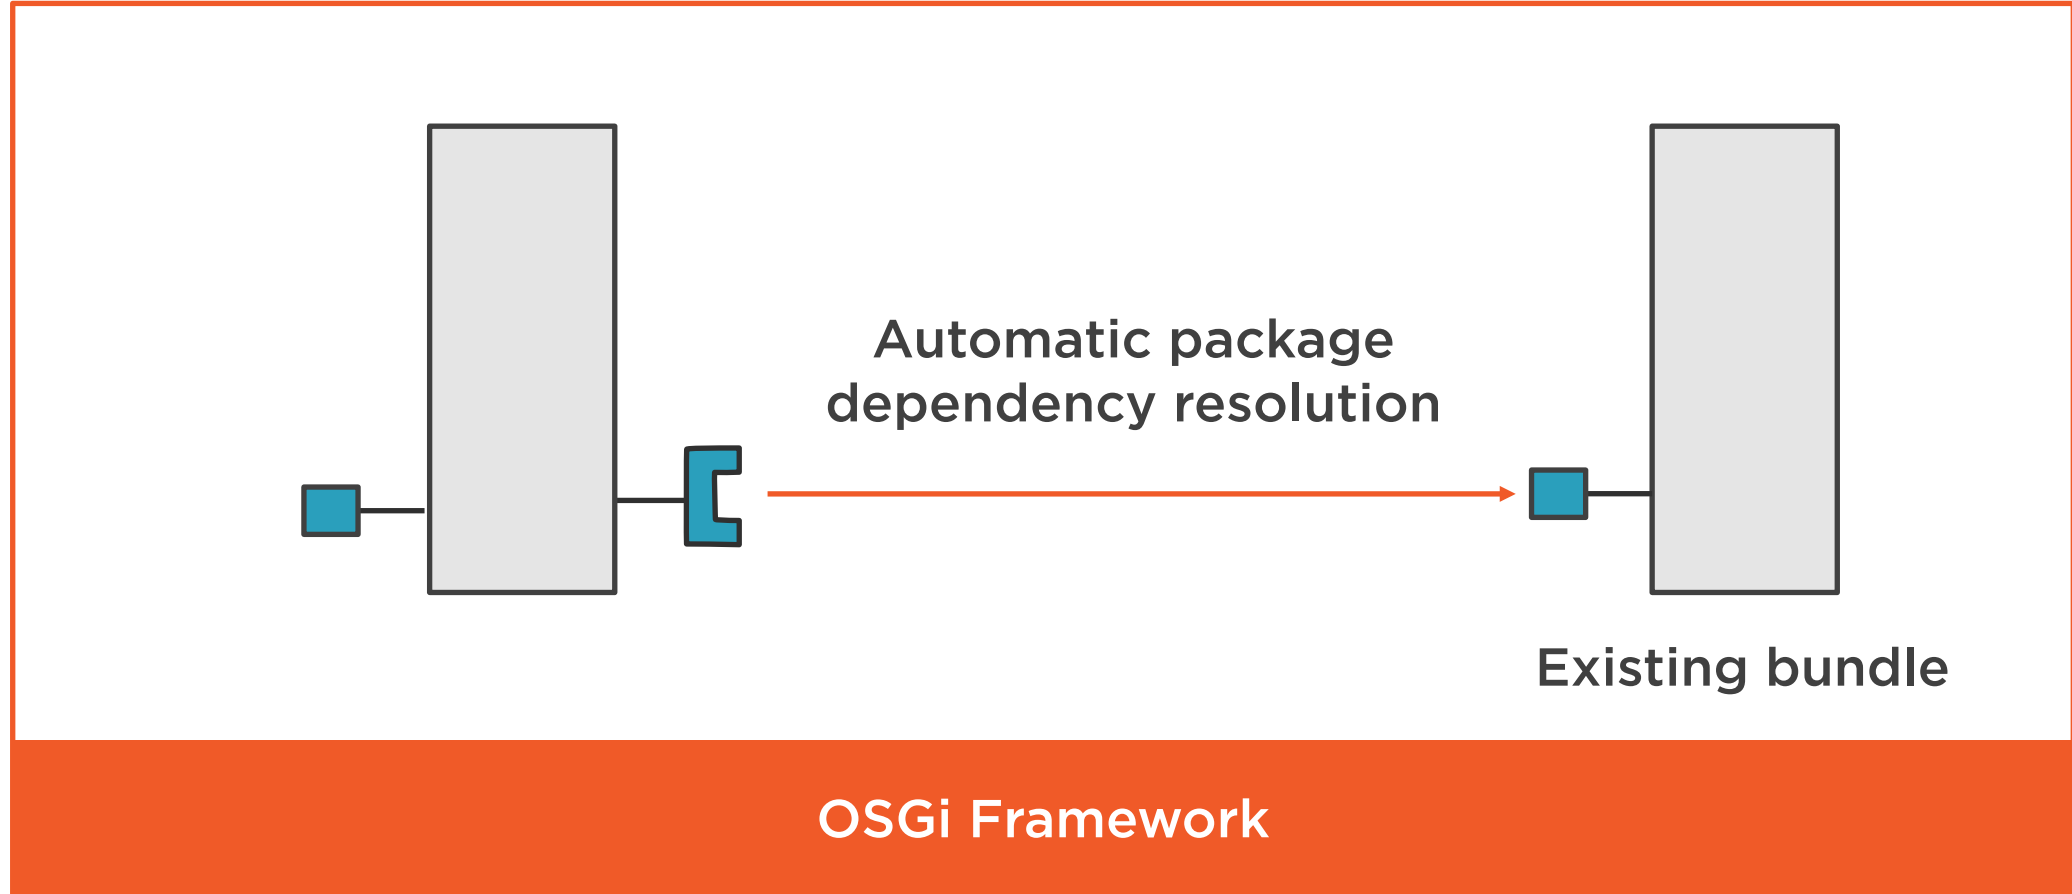 Automatic package
dependency resolution
Existing bundle
OSGi Framework